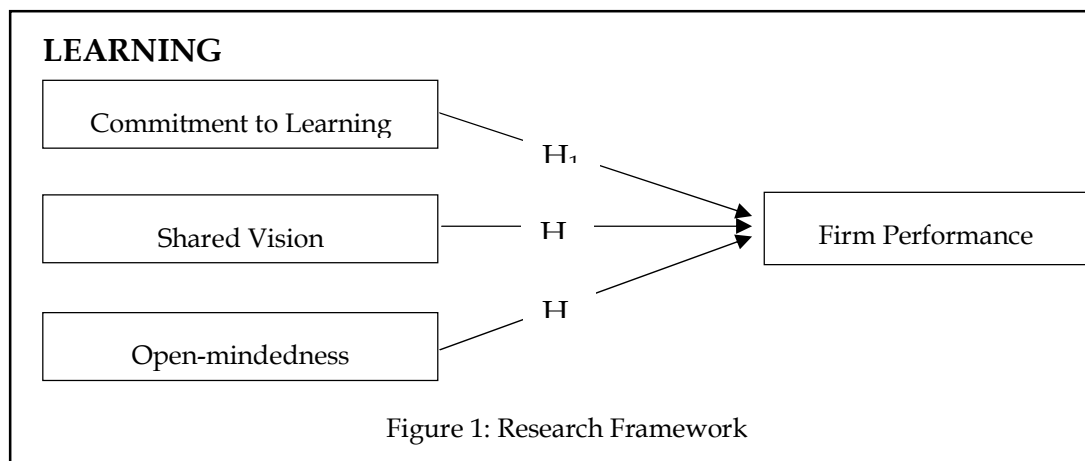 LEARNING
Commitment to Learning
H1
Shared Vision
H
Firm Performance
H
Open-mindedness
Figure 1: Research Framework